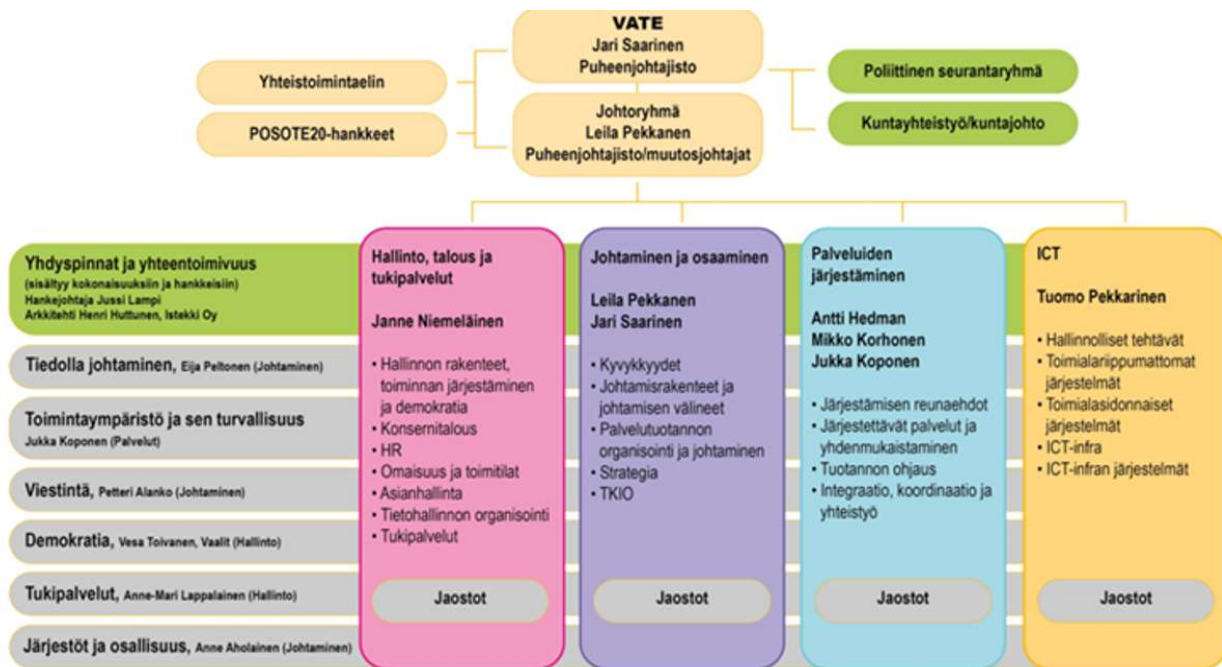 VATE
Jari Saarinen
Puheenjohtajisto
Yhteistoimintaelin
POSOTE20-hankkeet
Johtoryhmä
Leila Pekkanen
Puheenjohtajisto/muutosjohtajat
Poliittinen seurantaryhmä
Kuntayhteistyö/kuntajohto
Yhdyspinnat ja yhteentoimivuus
(sisältyy kokonaisuuksiin ja hankkeisiin)
Hankejohtaja Jussi Lampi
Arkkitehti Henri Huttunen, Istekki Oy
Tiedolla johtaminen, Eija Peltonen (Johtaminen)
Toimintaympäristö ja sen turvallisuus
Jukka Koponen (Palvelut)
Viestintä, Petteri Alanko (Johtaminen)
Demokratia, Vesa Toivanen, Vaalit (Hallinto)
Tukipalvelut, Anne-Mari Lappalainen (Hallinto)
Järjestöt ja osallisuus, Anne Aholainen (Johtaminen)
Hallinto, talous ja
tukipalvelut
Janne Niemeläinen
• Hallinnon rakenteet,
toiminnan järjestäminen
ja demokratia
• Konsernitalous
• HR
• Omaisuus ja toimitilat
• Asianhallinta
• Tietohallinnon organisointi
• Tukipalvelut
Jaostot
Johtaminen ja osaaminen
Leila Pekkanen
Jari Saarinen
• Kyvykkyydet
• Johtamisrakenteet ja
johtamisen välineet
• Palvelutuotannon
organisointi ja johtaminen
• Strategia
• TKIO
Jaostot
Palveluiden
järjestäminen
Antti Hedman
Mikko Korhonen
Jukka Koponen
• Järjestämisen reunaehdot
• Järjestettävät palvelut ja
yhdenmukaistaminen
• Tuotannon ohjaus
• Integraatio, koordinaatio ja
yhteistyö
Jaostot
ICT
Tuomo Pekkarinen
• Hallinnolliset tehtävät
• Toimialariippumattomat
järjestelmät
• Toimialasidonnaiset
järjestelmät
• ICT-infra
• ICT-infran järjestelmät
Jaostot